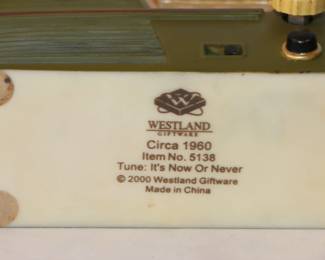 W
WESTLAND
GIFTWARE
Circa 1960
Item No. 5138
Tune: It's Now Or Never
© 2000 Westland Giftware
Made in China